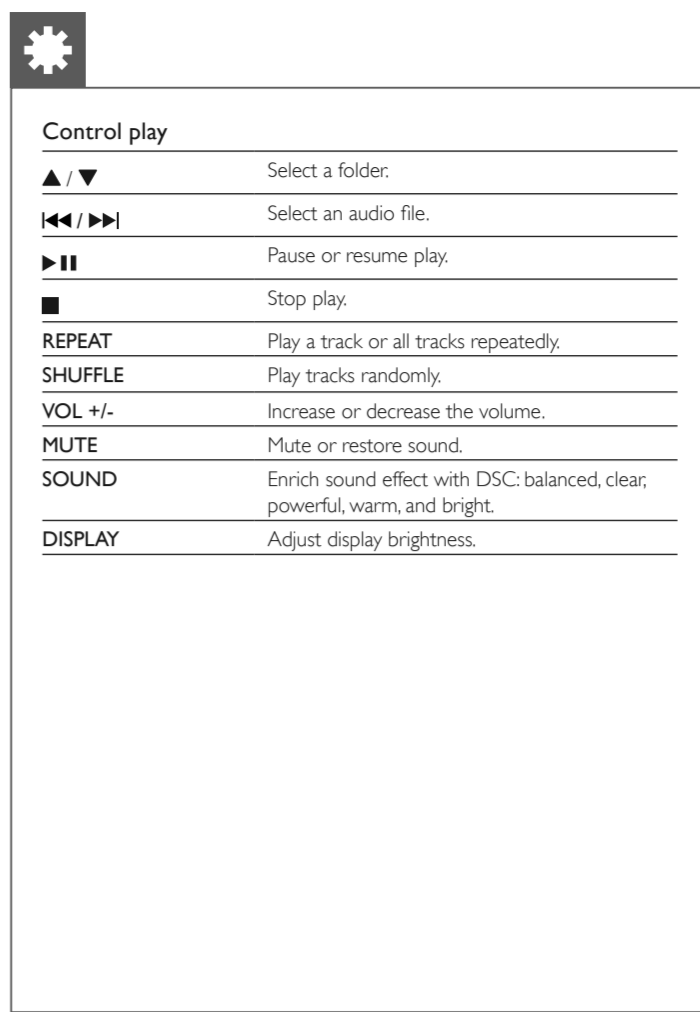 Control play
▲ / ▼ Select a folder.
|◀◀ / ▶▶| Select an audio file.
▶❚❚ Pause or resume play.
■ Stop play.
REPEAT Play a track or all tracks repeatedly.
SHUFFLE Play tracks randomly.
VOL +/- Increase or decrease the volume.
MUTE Mute or restore sound.
SOUND Enrich sound effect with DSC: balanced, clear,
powerful, warm, and bright.
DISPLAY Adjust display brightness.